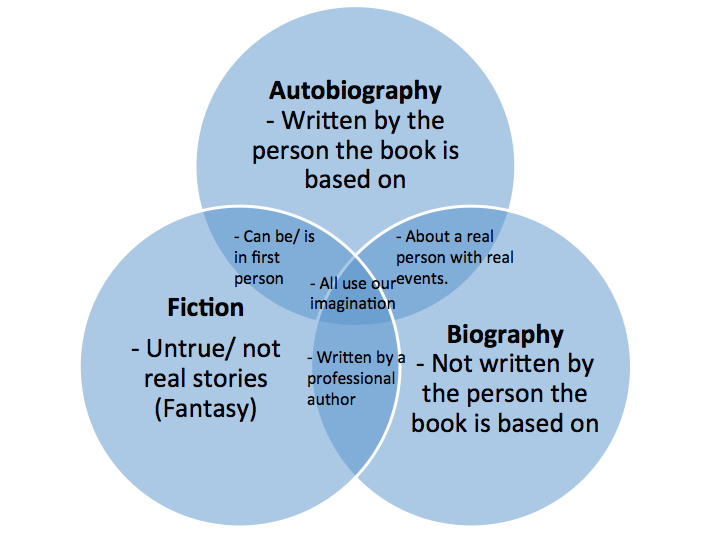 Autobiography
- Written by the
person the book is
based on
- Can be/ is
in first
person
- About a real
person with real
events.
- All use our
imagination
Fiction
- Untrue/ not
real stories
(Fantasy)
- Written by a
professional
author
Biography
- Not written by
the person the
book is based on